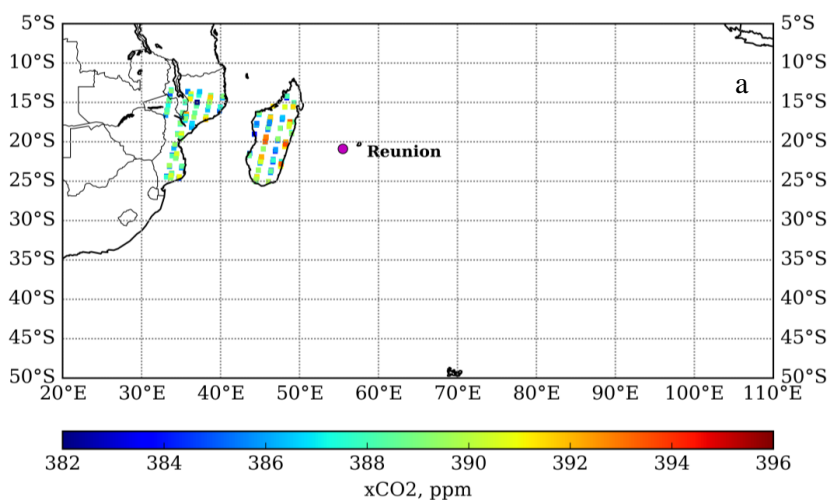 5°S 5°S
10°S 10°S
a
15°S 15°S
20°S 20°S
Reunion
25°S 25°S
30°S 30°S
35°S 35°S
40°S 40°S
45°S 45°S
50°S 50°S
20°E 30°E 40°E 50°E 60°E 70°E 80°E 90°E 100°E 110°E
382 384 386 388 390 392 394 396
xCO2, ppm